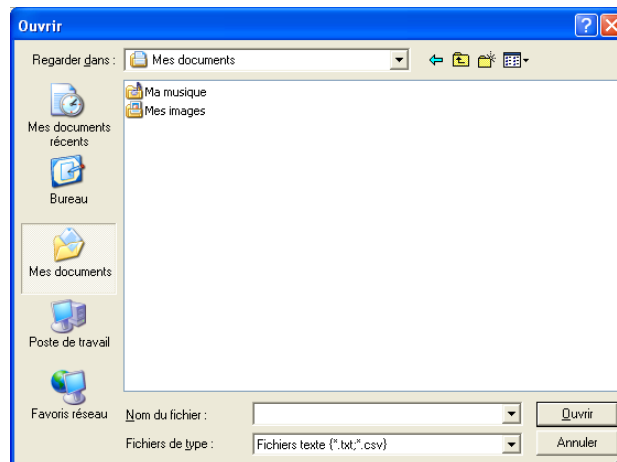 Ouvrir
Regarder dans :
Mes documents
Ma musique
Mes images
Mes documents
récents
Bureau
Mes documents
Poste de travail
Favoris réseau
Nom du fichier :
Ouvrir
Fichiers de type :
Fichiers texte {*.txt;*.csv}
Annuler